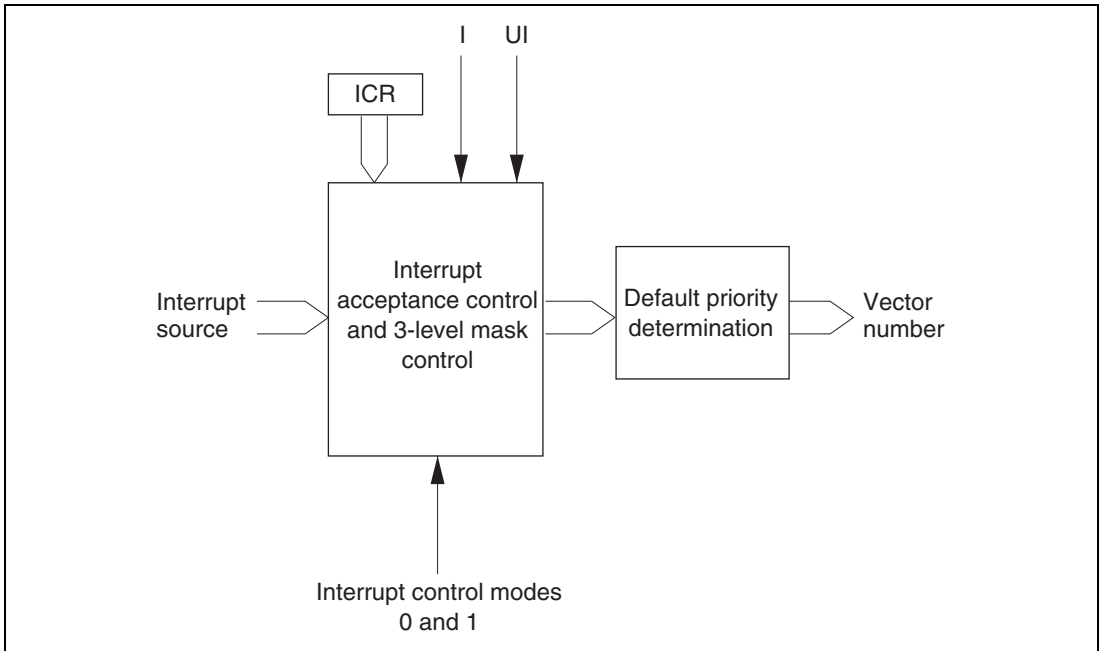 I UI
ICR
Interrupt
acceptance control
and 3-level mask
control
Interrupt
source
Default priority
determination
Vector
number
Interrupt control modes
0 and 1